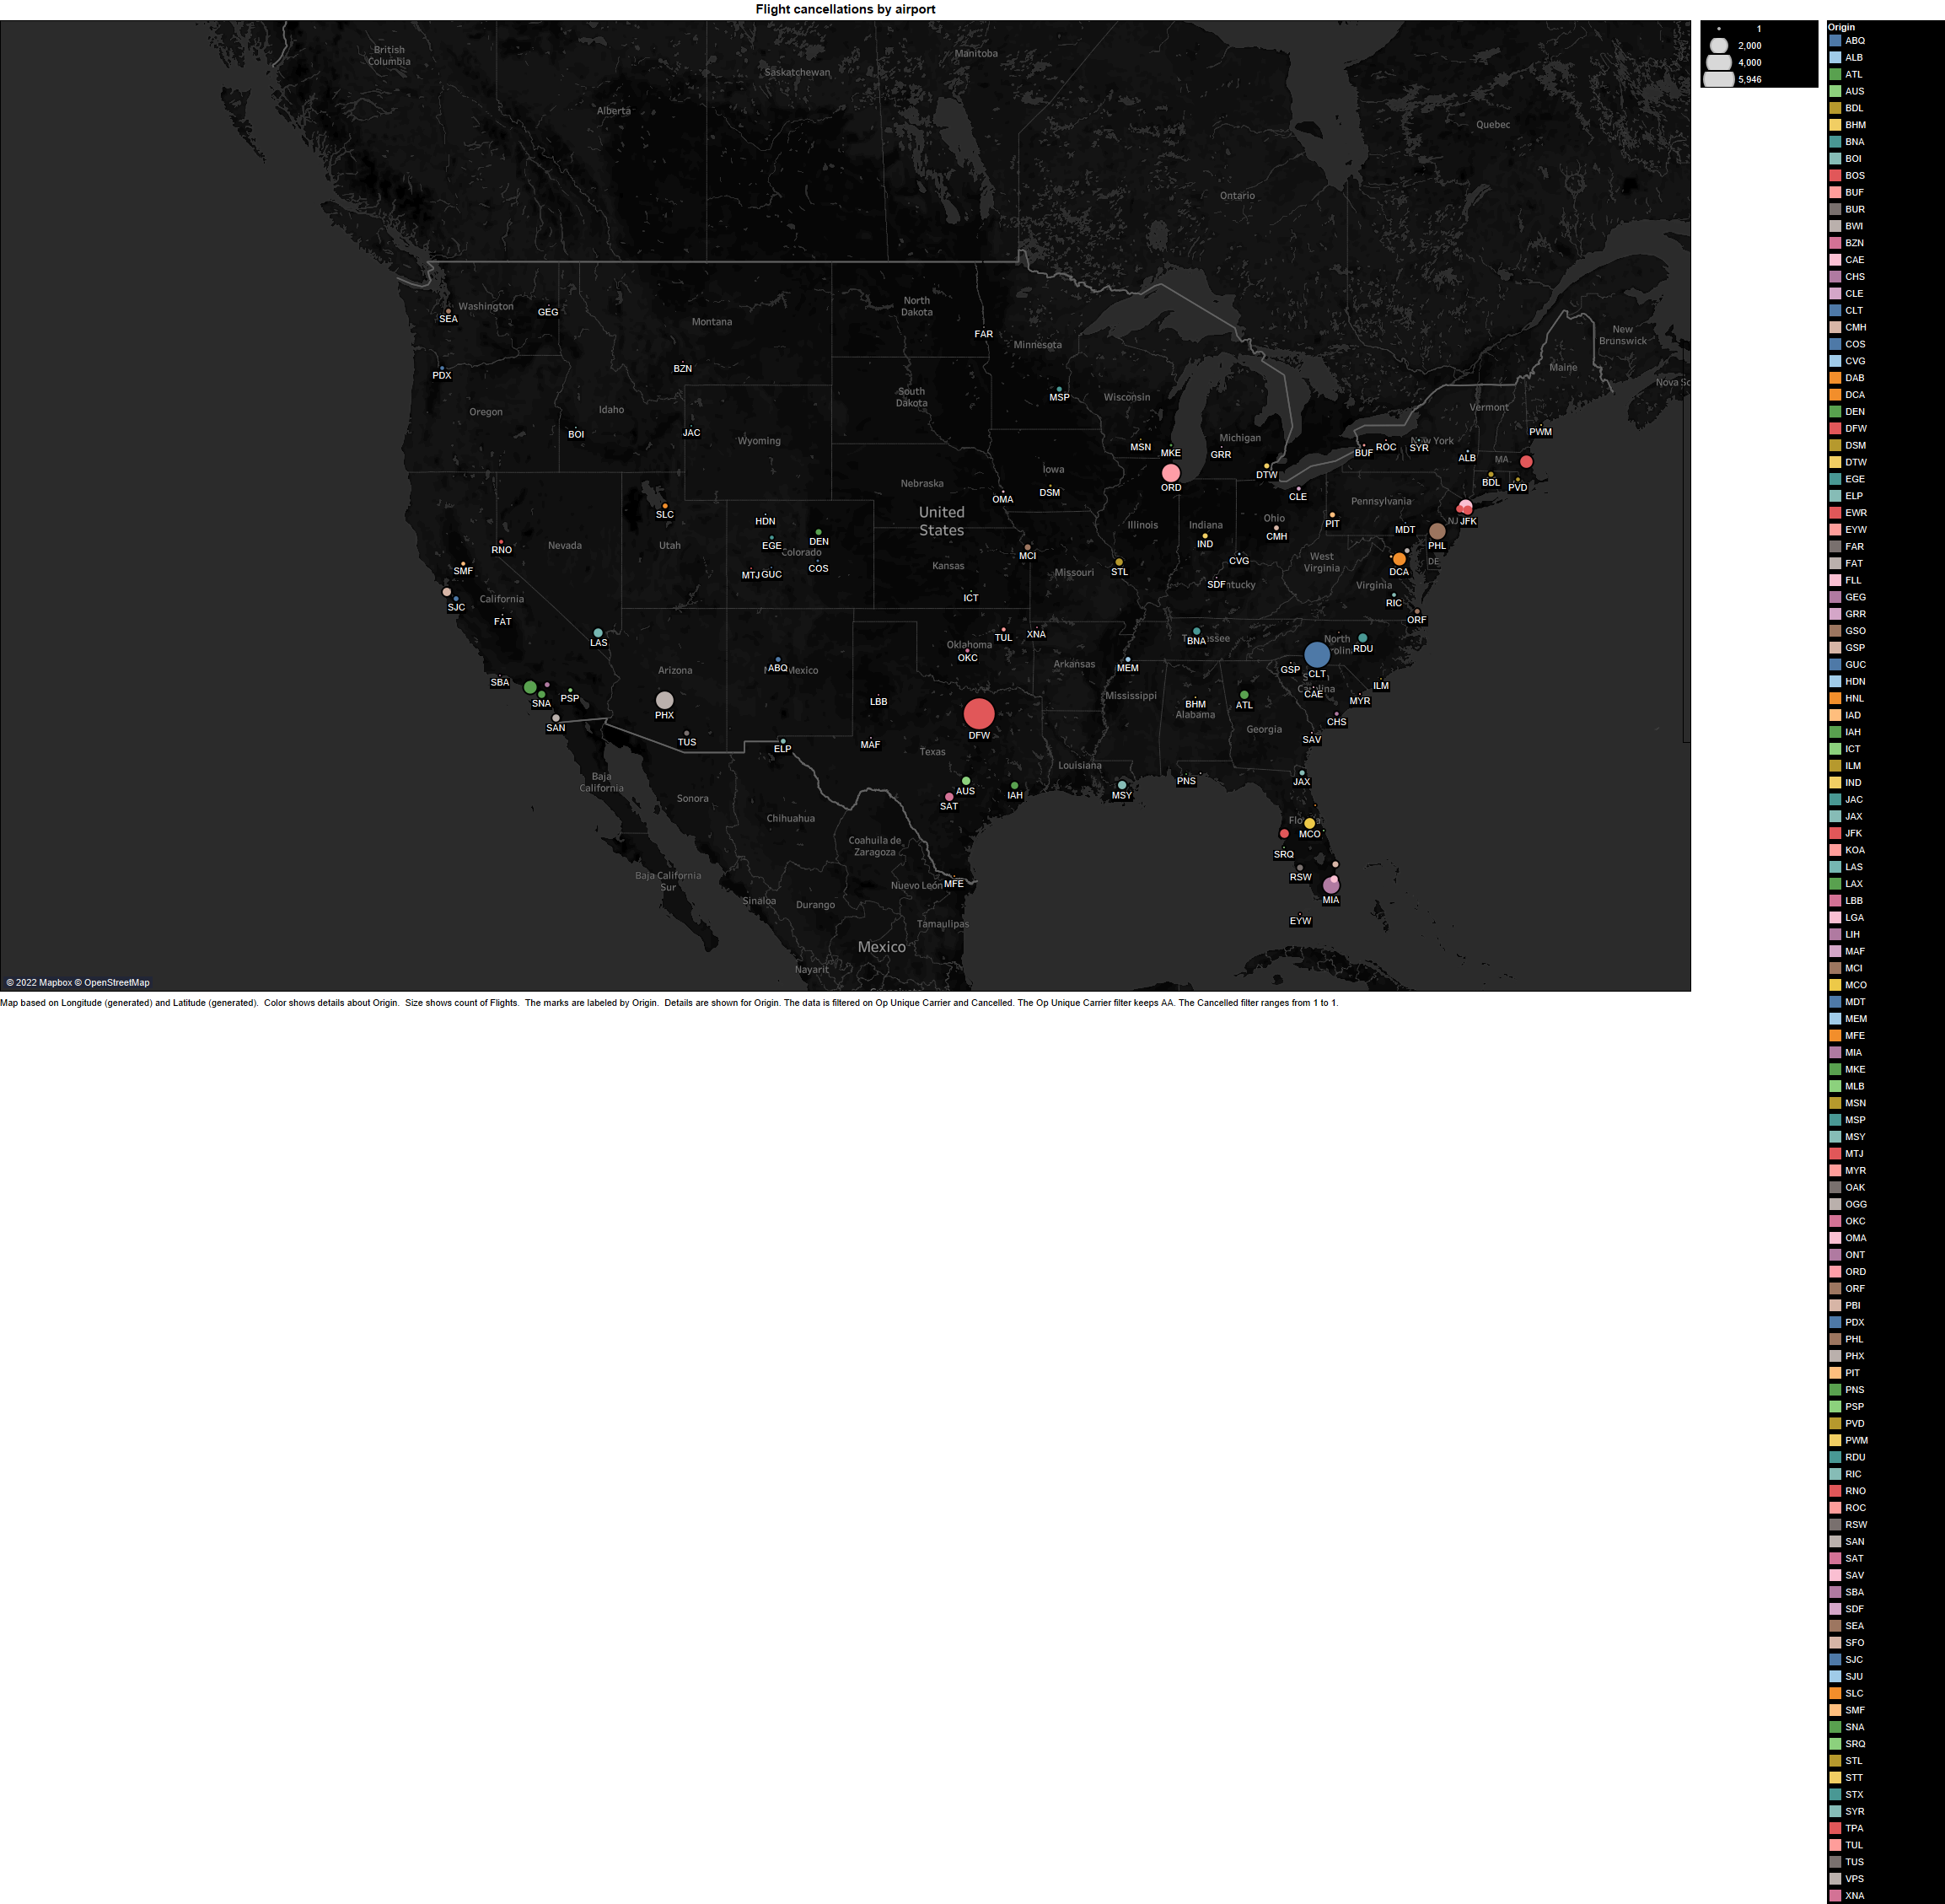 Flight cancellations by airport
British
Columbia
Manitoba
Saskatchewan
Alberta
Quebec
Ontario
Washington
SEA
GEG
Montana
North
Dakota
FAR
Minnesota
New
Brunswick
Maine
PDX
BZN
South
Dakota
MSP
Wisconsin
Oregon
Idaho
Vermont
BOI
JAC
Wyoming
PWM
MSN
MKE
Michigan
GRR
BUF
ROC
SYR
New York
ALB
MA.
Iowa
DTW
ORD
Nebraska
OMA
DSM
CLE
BDL
PVD
Pennsylvania
SLC
HDN
United
States
Illinois
Indiana
Ohio
CMH
PIT
MDT
NJ
JFK
RNO
Nevada
Utah
EGE
Colorado
DEN
MCI
IND
PHL
DE
SMF
MTJ
GUC
COS
Kansas
Missouri
STL
CVG
West
Virginia
DCA
SJC
California
ICT
SDF
Virginia
RIC
FAT
ORF
LAS
TUL
XNA
Oklahoma
OKC
BNA
North
RDU
Arizona
ABQ
Arkansas
MEM
GSP
CLT
SBA
SNA
PSP
CAE
ILM
MYR
PHX
LBB
Mississippi
BHM
Alabama
ATL
SAN
DFW
Georgia
CHS
TUS
ELP
MAF
Texas
SAV
Baja
California
Louisiana
PNS
JAX
Sonora
AUS
SAT
IAH
MSY
Chihuahua
MCO
Coahuila de
Zaragoza
SRQ
Baja California
Sur
Nuevo León
MFE
RSW
MIA
Sinaloa
Durango
EYW
Tamaulipas
Mexico
Nayarit
© 2022 Mapbox © OpenStreetMap
Map based on Longitude (generated) and Latitude (generated).  Color shows details about Origin.  Size shows count of Flights.  The marks are labeled by Origin.  Details are shown for Origin. The data is filtered on Op Unique Carrier and Cancelled. The Op Unique Carrier filter keeps AA. The Cancelled filter ranges from 1 to 1.
1
2,000
4,000
5,946
Origin
ABQ
ALB
ATL
AUS
BDL
BHM
BNA
BOI
BOS
BUF
BUR
BWI
BZN
CAE
CHS
CLE
CLT
CMH
COS
CVG
DAB
DCA
DEN
DFW
DSM
DTW
EGE
ELP
EWR
EYW
FAR
FAT
FLL
GEG
GRR
GSO
GSP
GUC
HDN
HNL
IAD
IAH
ICT
ILM
IND
JAC
JAX
JFK
KOA
LAS
LAX
LBB
LGA
LIH
MAF
MCI
MCO
MDT
MEM
MFE
MIA
MKE
MLB
MSN
MSP
MSY
MTJ
MYR
OAK
OGG
OKC
OMA
ONT
ORD
ORF
PBI
PDX
PHL
PHX
PIT
PNS
PSP
PVD
PWM
RDU
RIC
RNO
ROC
RSW
SAN
SAT
SAV
SBA
SDF
SEA
SFO
SJC
SJU
SLC
SMF
SNA
SRQ
STL
STT
STX
SYR
TPA
TUL
TUS
VPS
XNA